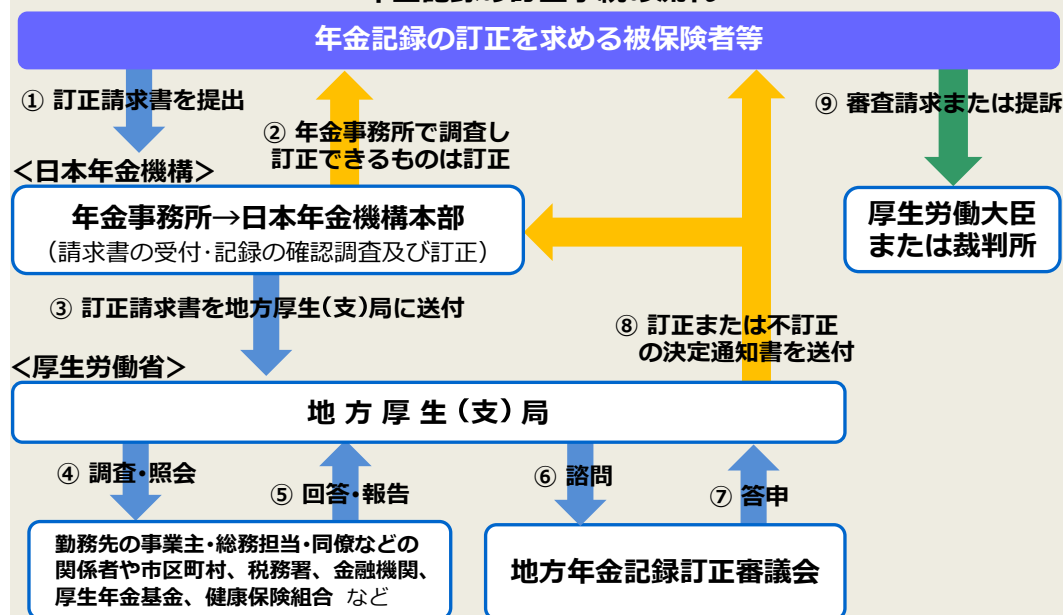 年金記録の訂正を求める被保険者等
① 訂正請求書を提出
② 年金事務所で調査し
訂正できるものは訂正
⑨ 審査請求または提訴
<日本年金機構>
年金事務所→日本年金機構本部
（請求書の受付･記録の確認調査及び訂正）
厚生労働大臣
または裁判所
③ 訂正請求書を地方厚生（支）局に送付
⑧ 訂正または不訂正
の決定通知書を送付
<厚生労働省>
地 方 厚 生 （支） 局
④ 調査･照会
⑤ 回答･報告
⑥ 諮問
⑦ 答申
勤務先の事業主･総務担当･同僚などの
関係者や市区町村、税務署、金融機関、
厚生年金基金、健康保険組合 など
地方年金記録訂正審議会